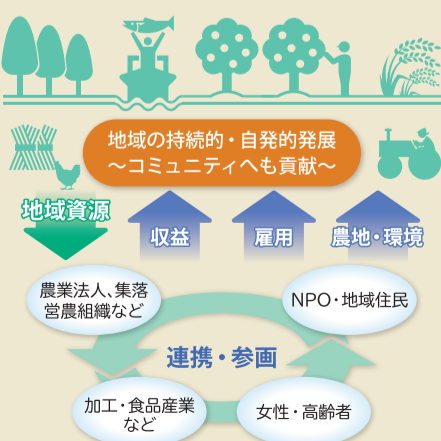 地域の持続的・自発的発展
～コミュニティへも貢献～
地域資源
収益
雇用
農地・環境
農業法人、集落
営農組織など
NPO・地域住民
連携・参画
加工・食品産業
など
女性・高齢者